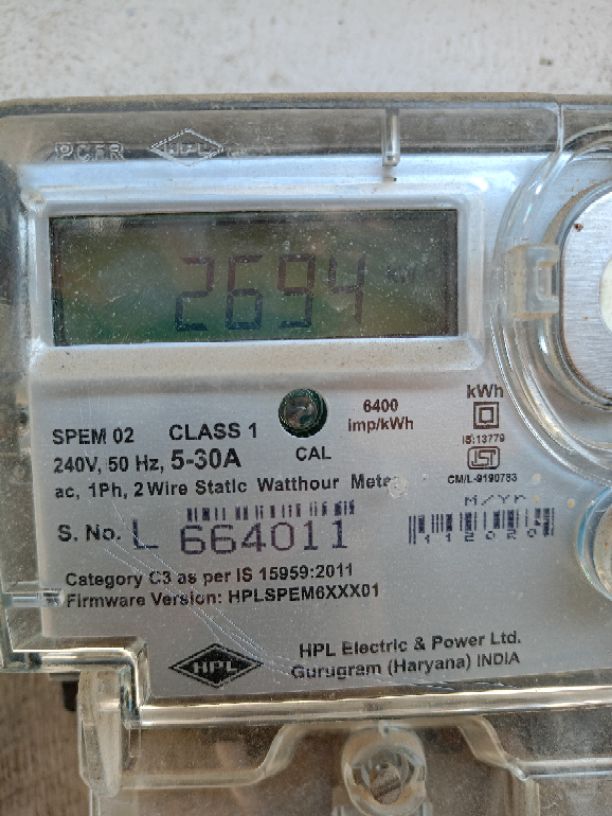 HPL
2694
6400
imp/kWh
kWh
IS:13779
CM/L-9190783
SPEM 02 CLASS 1
240V, 50 Hz, 5-30A
CAL
ac, 1Ph, 2 Wire Static Watthour Meter
M/Yr.
S. No. L 664011
112020
Category C3 as per IS 15959:2011
Firmware Version: HPLSPEM6XXX01
HPL
HPL Electric & Power Ltd.
Gurugram (Haryana) INDIA